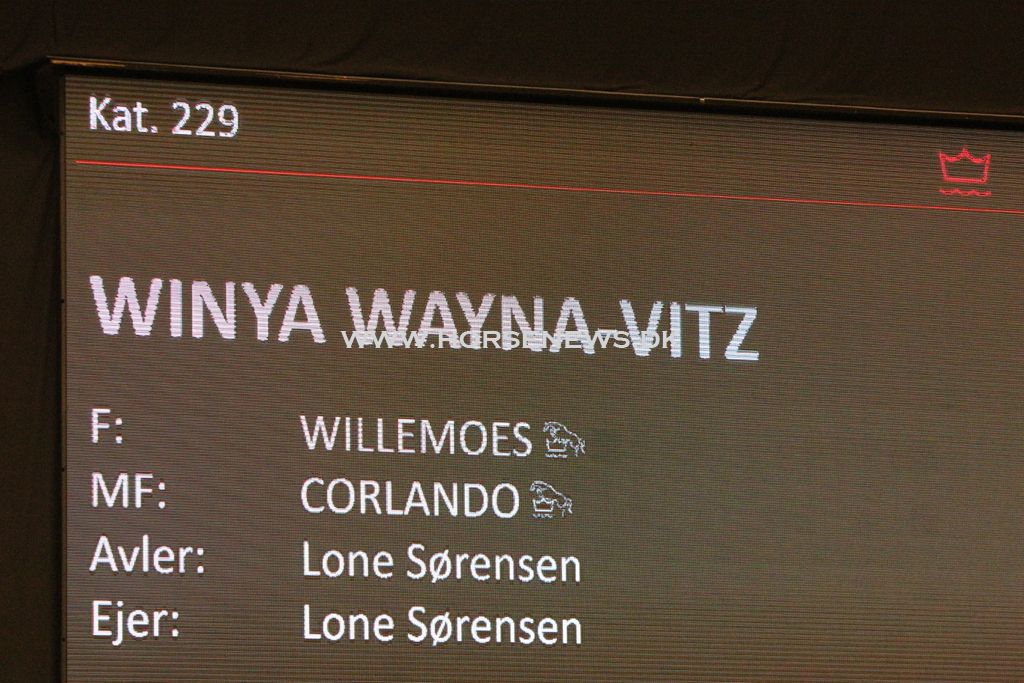 Kat. 229
WINYA WAYNA-VITZ
WWW.HORSENEWS.DK
F: WILLEMOES
MF: CORLANDO
Avler: Lone Sørensen
Ejer: Lone Sørensen